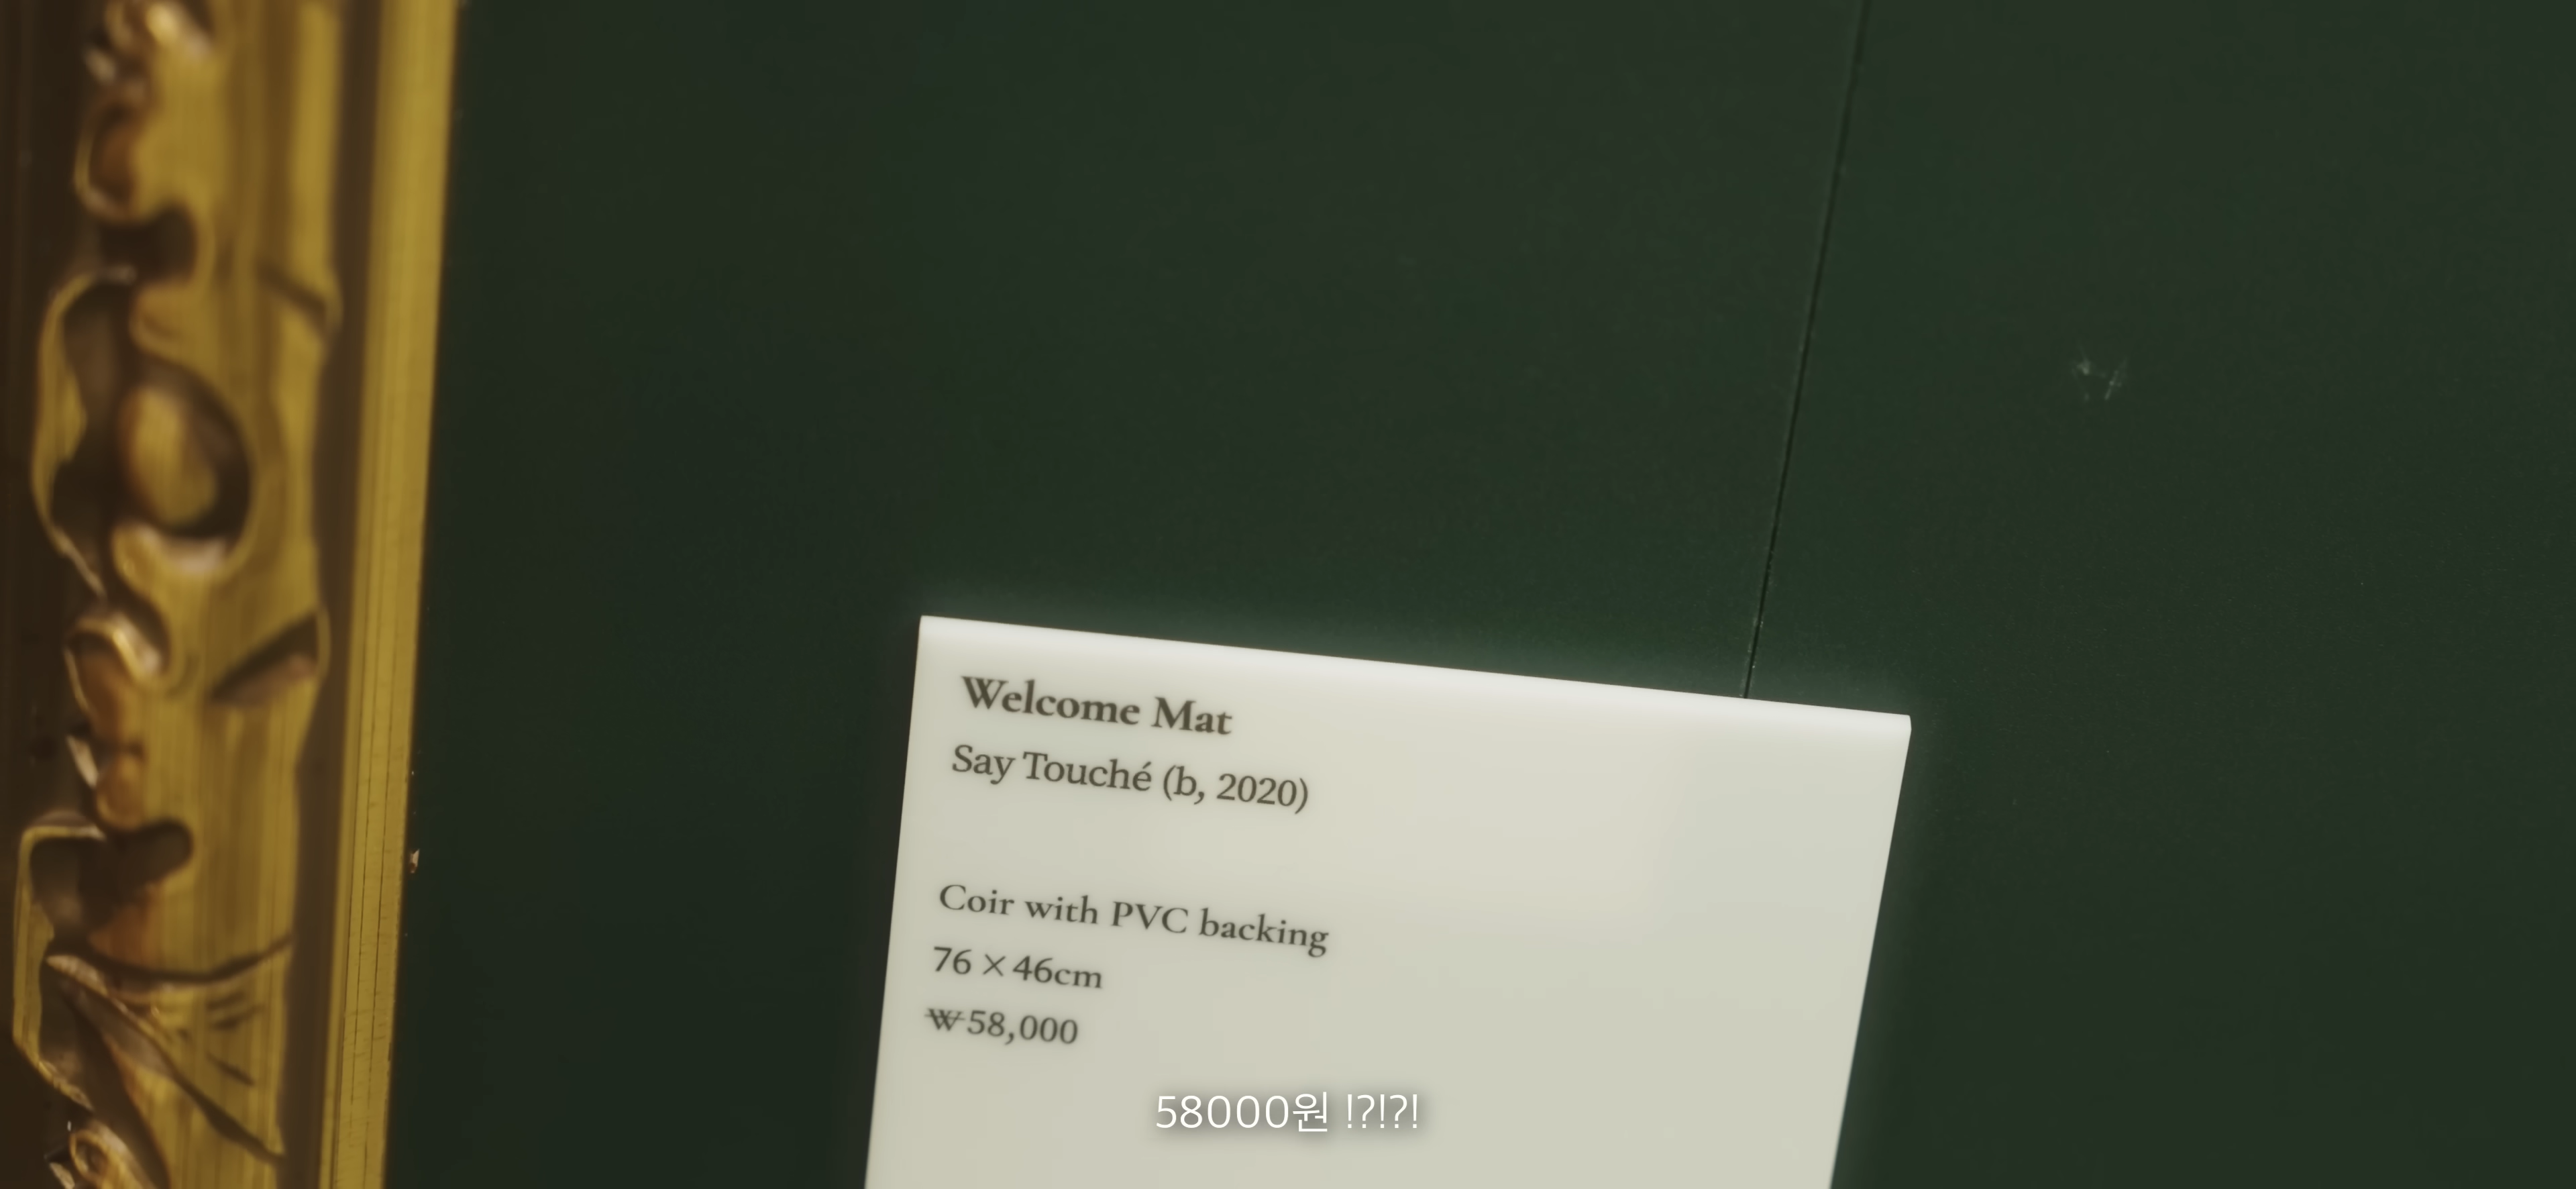 Welcome Mat
Say Touché (b, 2020)
Coir with PVC backing
76 × 46cm
₩58,000
58000원 !?!?!